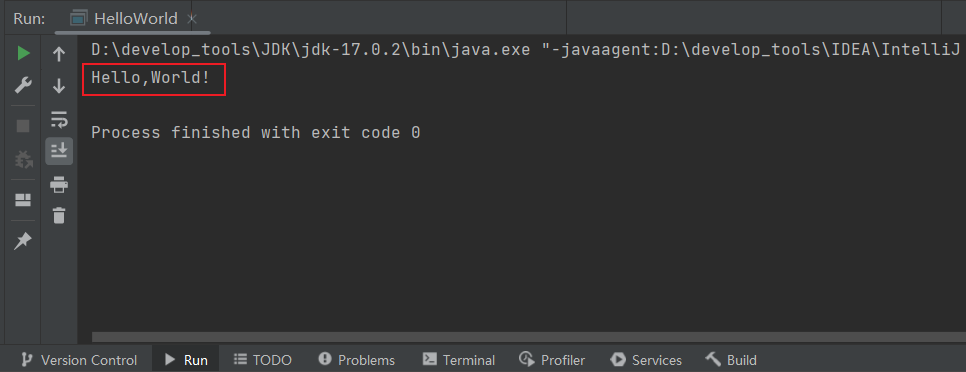 Run: HelloWorld
D:\develop_tools\JDK\jdk-17.0.2\bin\java.exe "-javaagent:D:\develop_tools\IDEA\IntelliJ
Hello,World!
Process finished with exit code 0
Version Control Run TODO Problems Terminal Profiler Services Build